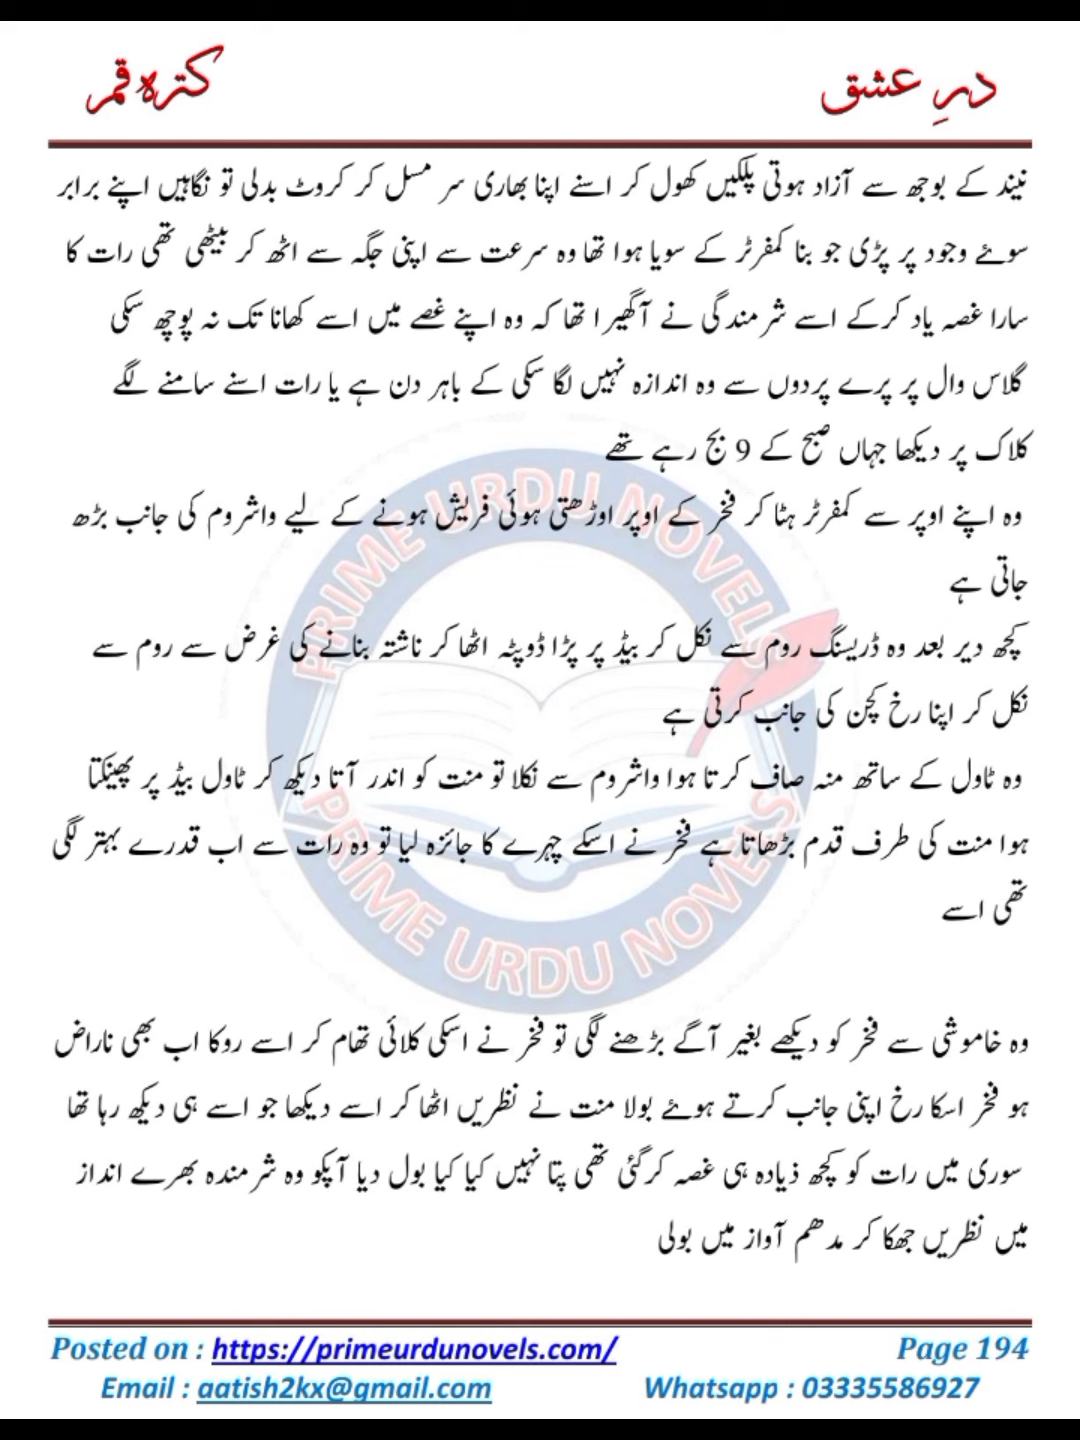 درِ عشق
کترہ قمر
نیند کے بوجھ سے آزاد ہوتی پلکیں کھول کر اسنے اپنا بھاری سر مسل کر کروٹ بدلی تو نگاہیں اپنے برابر
سوئے وجود پر پڑی جو بنا کمفرٹر کے سویا ہوا تھا وہ سرعت سے اپنی جگہ سے اٹھ کر بیٹھی تھی رات کا
سارا غصہ یاد کرکے اسے شرمندگی نے آگھیرا تھا کہ وہ اپنے غصے میں اسے کھانا تک نہ پوچھ سکی
گلاس وال پر پرے پردوں سے وہ اندازہ نہیں لگا سکی کے باہر دن ہے یا رات اسنے سامنے لگے
کلاک پر دیکھا جہاں صبح کے 9 بج رہے تھے
وہ اپنے اوپر سے کمفرٹر ہٹا کر فخر کے اوپر اوڑھتی ہوئی فریش ہونے کے لیے واشروم کی جانب بڑھ
جاتی ہے
کچھ دیر بعد وہ ڈریسنگ روم سے نکل کر بیڈ پر پڑا ڈوپٹہ اٹھا کر ناشتہ بنانے کی غرض سے روم سے
نکل کر اپنا رخ کچن کی جانب کرتی ہے
وہ ٹاول کے ساتھ منہ صاف کرتا ہوا واشروم سے نکلا تو منت کو اندر آتا دیکھ کر ٹاول بیڈ پر پھینکتا
ہوا منت کی طرف قدم بڑھاتا ہے فخر نے اسکے چہرے کا جائزہ لیا تو وہ رات سے اب قدرے بہتر لگی
تھی اسے
وہ خاموشی سے فخر کو دیکھے بغیر آگے بڑھنے لگی تو فخر نے اسکی کلائی تھام کر اسے روکا اب بھی ناراض
ہو فخر اسکا رخ اپنی جانب کرتے ہوئے بولا منت نے نظریں اٹھا کر اسے دیکھا جو اسے ہی دیکھ رہا تھا
سوری میں رات کو کچھ ذیادہ ہی غصہ کرگئی تھی پتا نہیں کیا کیا بول دیا آپکو وہ شرمندہ بھرے انداز
میں نظریں جھکا کر مدھم آواز میں بولی
PRIME URDU NOVELS
PRIME URDU NOVELS
Posted on : https://primeurdunovels.com/ Page 194
Email : aatish2kx@gmail.com Whatsapp : 03335586927